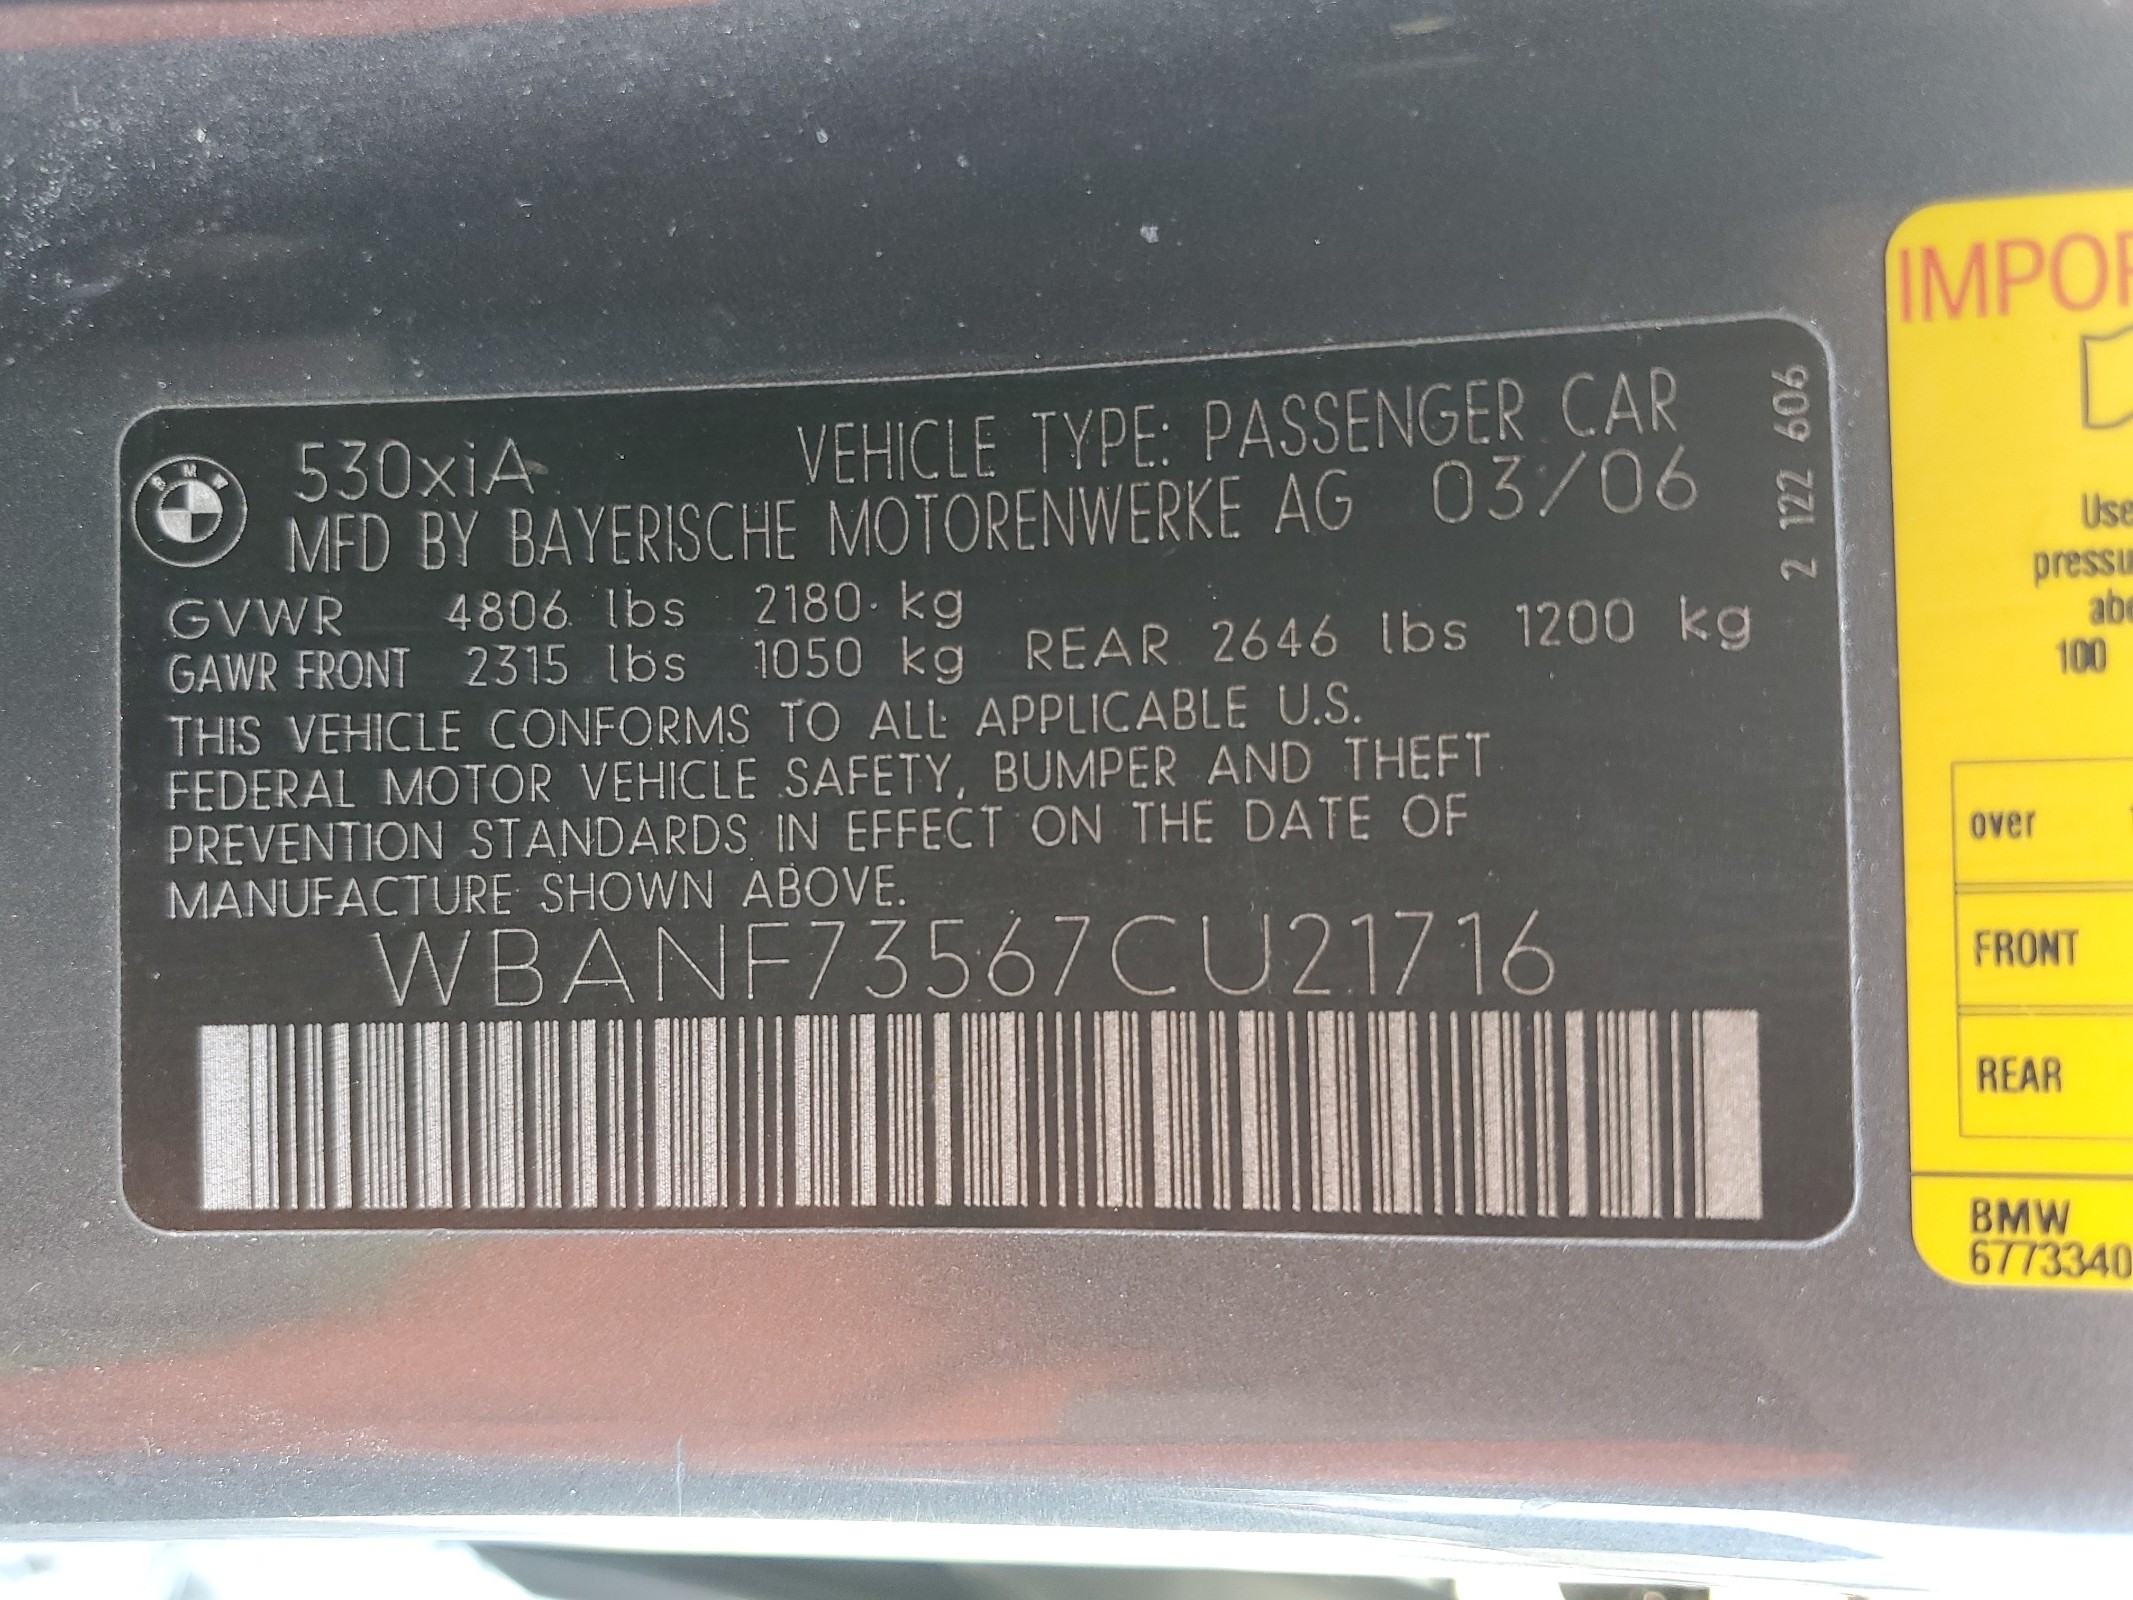 530xiA VEHICLE TYPE: PASSENGER CAR
MFD BY BAYERISCHE MOTORENWERKE AG 03/06
GVWR 4806 lbs 2180 kg
GAWR FRONT 2315 lbs 1050 kg REAR 2646 lbs 1200 kg
THIS VEHICLE CONFORMS TO ALL APPLICABLE U.S.
FEDERAL MOTOR VEHICLE SAFETY, BUMPER AND THEFT
PREVENTION STANDARDS IN EFFECT ON THE DATE OF
MANUFACTURE SHOWN ABOVE.
WBANF73567CU21716
2 122 606
BMW
IMPOR
Use
pressu
abo
100
over
FRONT
REAR
BMW
6773340